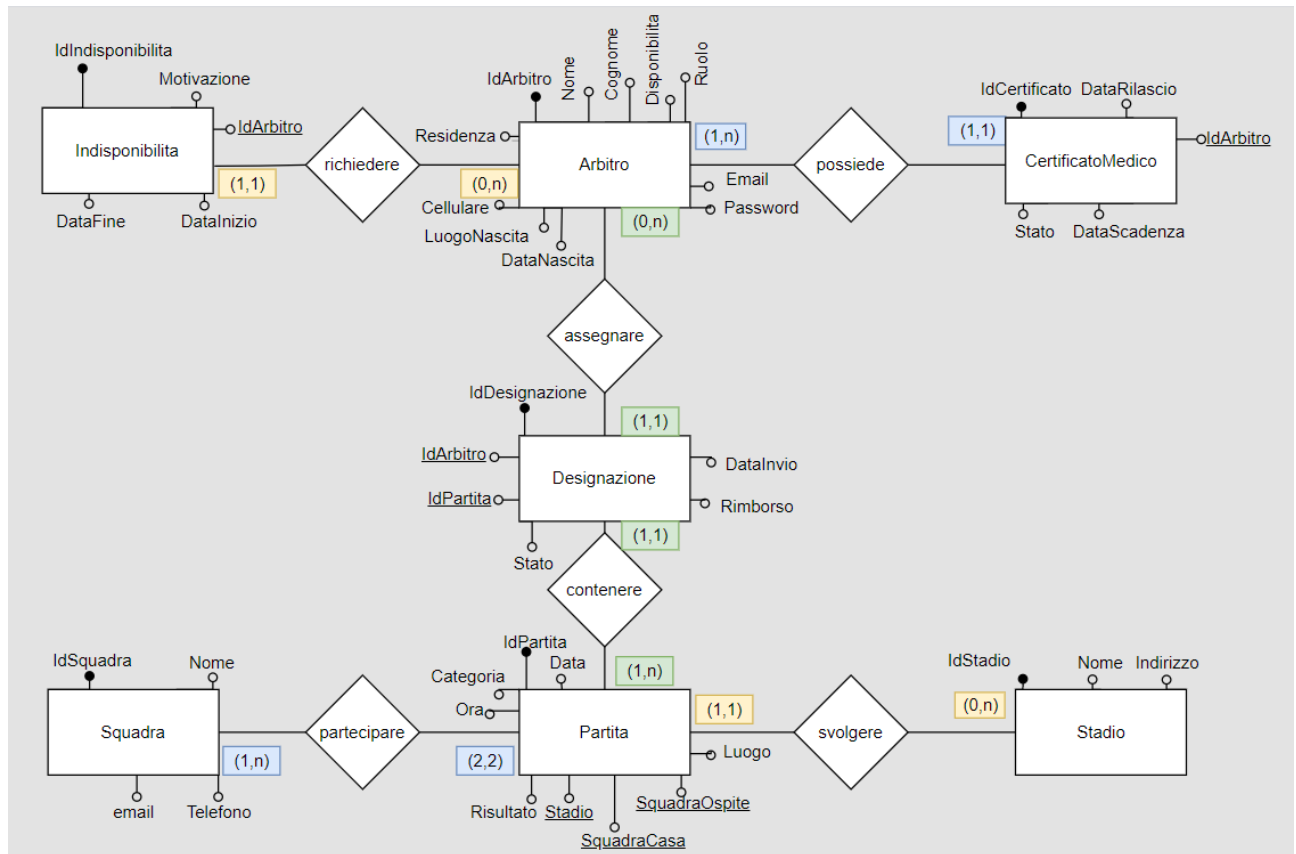 IdIndisponibilita
Motivazione
IdArbitro
Indisponibilita
(1,1)
DataFine
DataInizio
richiedere
IdArbitro
Nome
Cognome
Disponibilita
Ruolo
Residenza
Arbitro
(1,n)
(0,n)
Cellulare
LuogoNascita
DataNascita
(0,n)
Email
Password
possiede
IdCertificato
DataRilascio
(1,1)
CertificatoMedico
IdArbitro
Stato
DataScadenza
assegnare
IdDesignazione
(1,1)
IdArbitro
Designazione
DataInvio
IdPartita
Rimborso
(1,1)
Stato
contenere
IdSquadra
Nome
Squadra
(1,n)
email
Telefono
partecipare
IdPartita
Categoria
Data
(1,n)
Ora
Partita
(1,1)
(2,2)
Luogo
Risultato
Stadio
SquadraOspite
SquadraCasa
svolgere
IdStadio
Nome
Indirizzo
(0,n)
Stadio